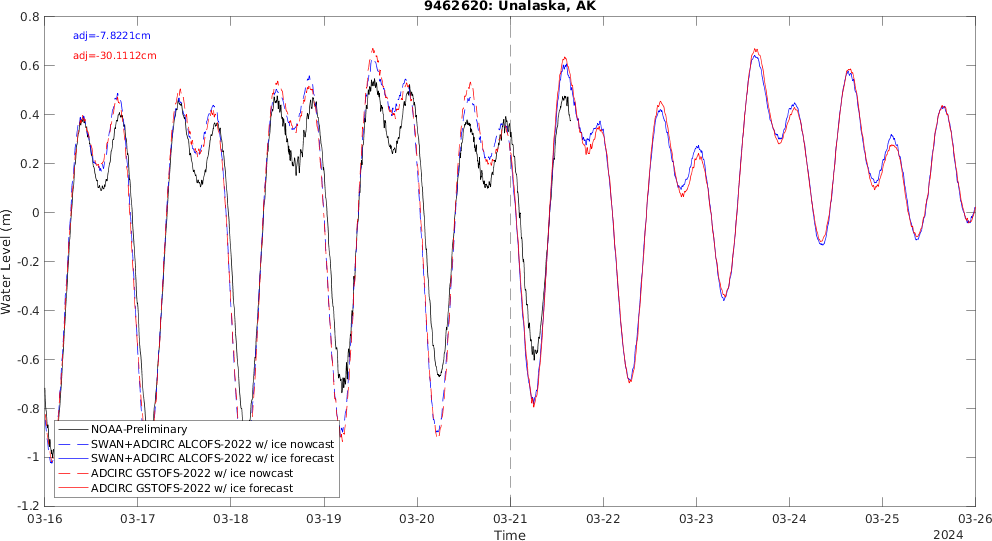 9462620: Unalaska, AK
adj=-7.8221cm
adj=-30.1112cm
Water Level (m)
0.8
0.6
0.4
0.2
0
-0.2
-0.4
-0.6
-0.8
-1
-1.2
NOAA-Preliminary
SWAN+ADCIRC ALCOFS-2022 w/ ice nowcast
SWAN+ADCIRC ALCOFS-2022 w/ ice forecast
ADCIRC GSTOFS-2022 w/ ice nowcast
ADCIRC GSTOFS-2022 w/ ice forecast
03-16 03-17 03-18 03-19 03-20 03-21 03-22 03-23 03-24 03-25 03-26
Time
2024